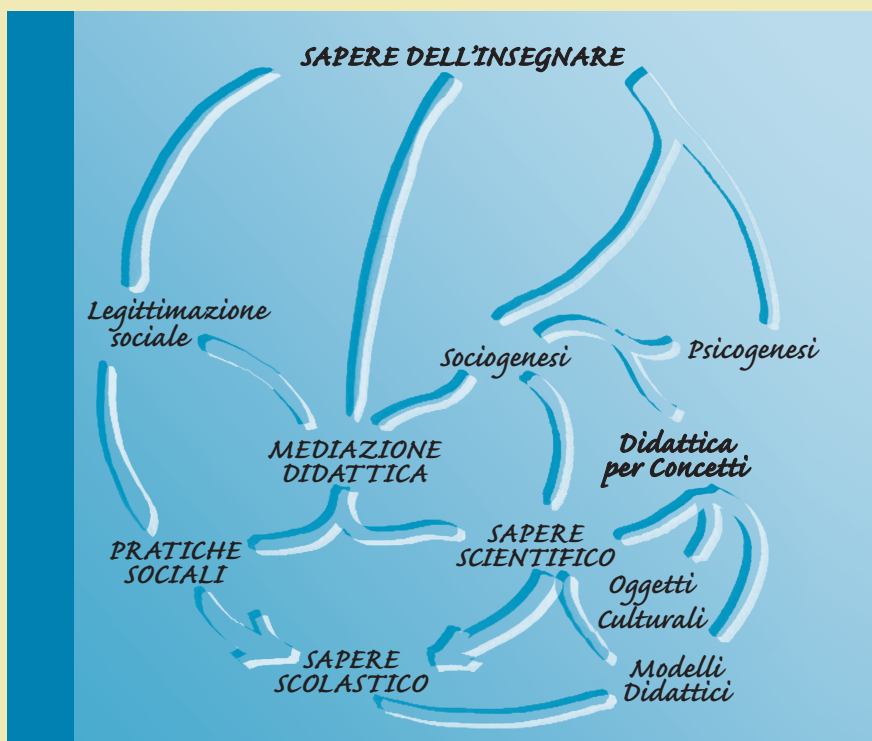 SAPERE DELL'INSEGNARE
Legittimazione
sociale
Sociogenesi
Psicogenesi
MEDIAZIONE
DIDATTICA
Didattica
per Concetti
PRATICHE
SOCIALI
SAPERE
SCIENTIFICO
Oggetti
Culturali
SAPERE
SCOLASTICO
Modelli
Didattici